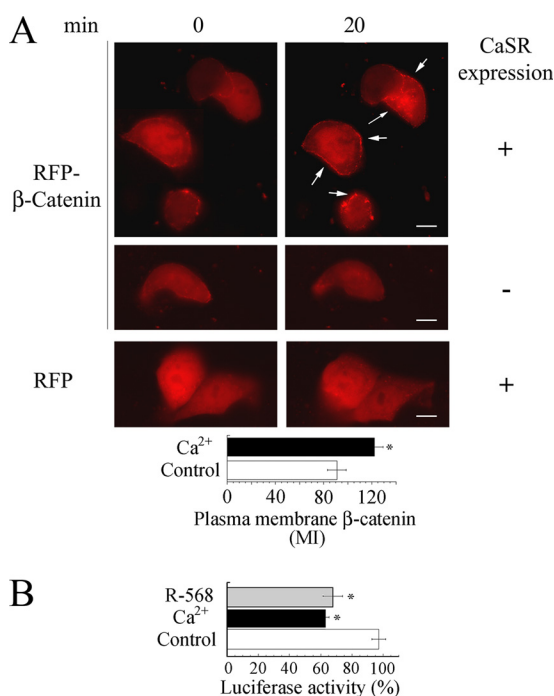 A
min
0
20
CaSR
expression
RFP-
β-Catenin
+
-
RFP
+
Ca2+
*
Control
0
40
80
120
Plasma membrane β-catenin
(MI)
B
R-568
*
Ca2+
*
Control
0
20
40
60
80
100
Luciferase activity (%)